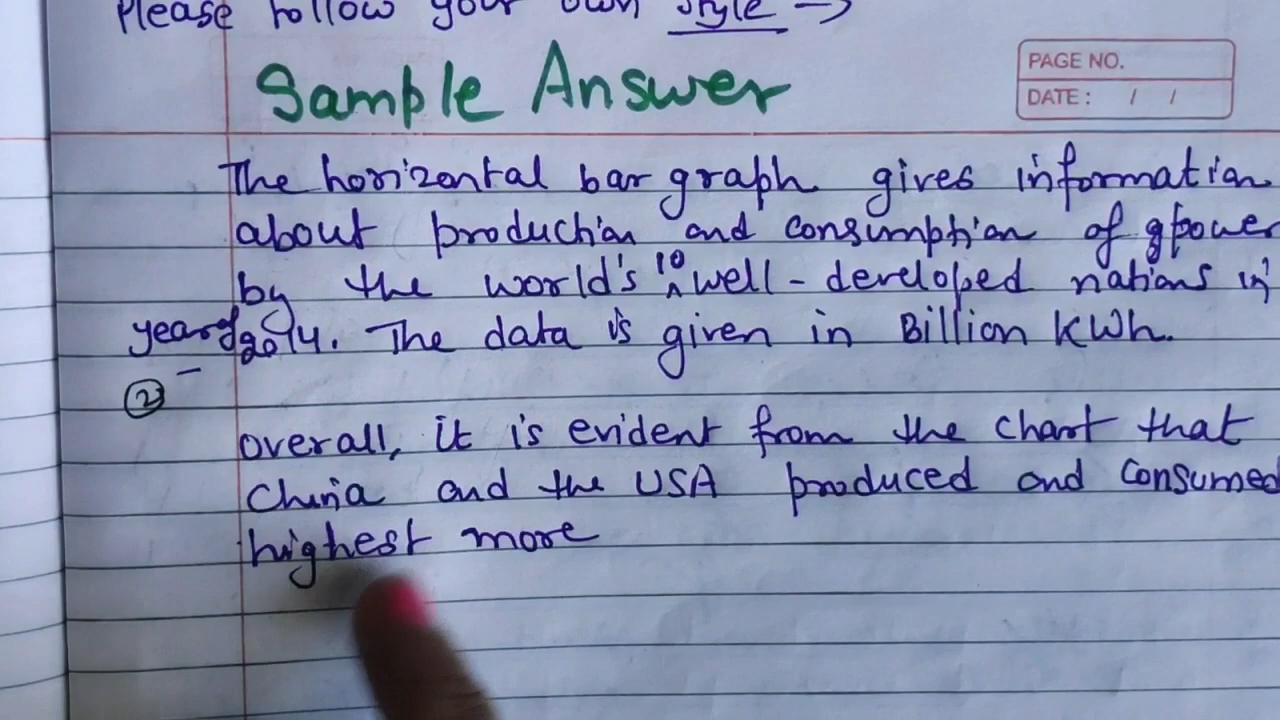 Please follow your own style →
Sample Answer
PAGE NO.
DATE : / /
The horizontal bar graph gives information
about production and consumption of power
by the world's 10 well-developed nations in
year 2014. The data is given in Billion KWh.
②
Overall, it is evident from the chart that
China and the USA produced and consumed
highest more